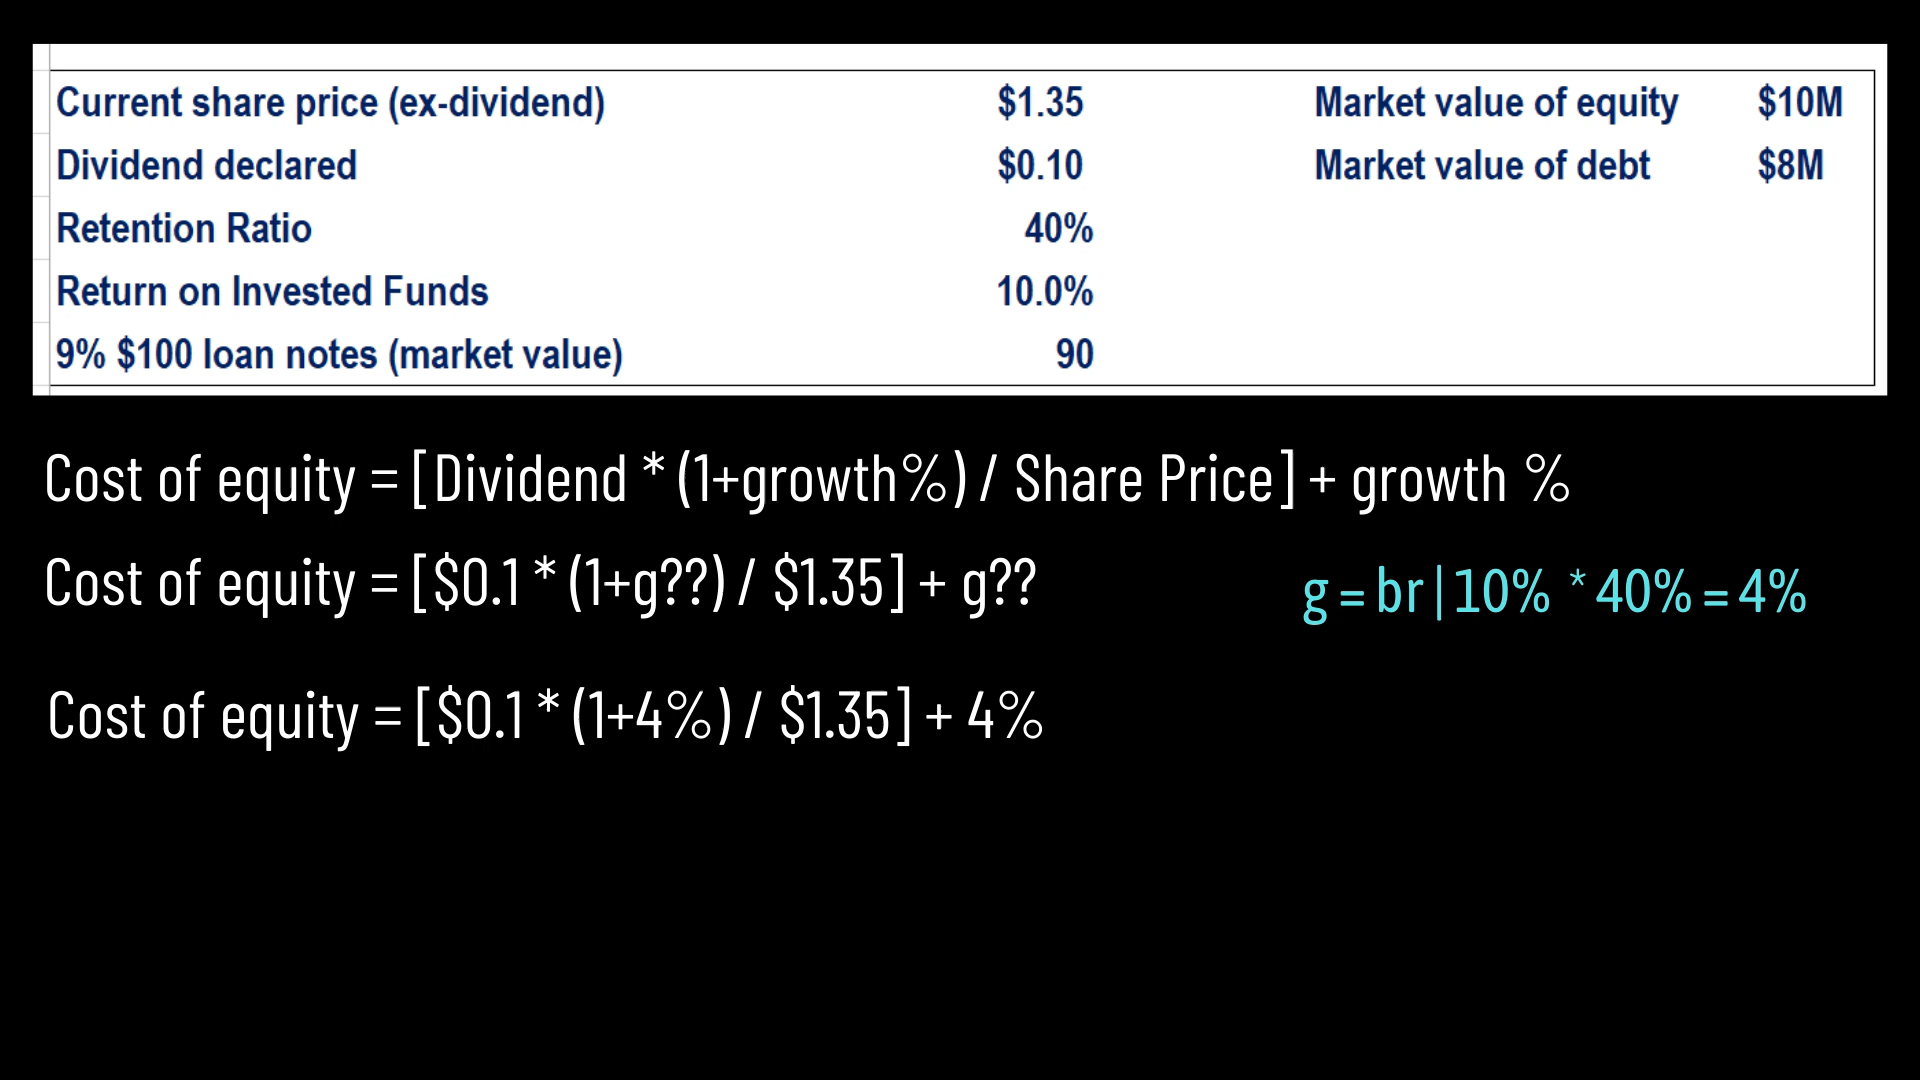 Current share price (ex-dividend) $1.35 Market value of equity $10M
Dividend declared $0.10 Market value of debt $8M
Retention Ratio 40%
Return on Invested Funds 10.0%
9% $100 loan notes (market value) 90
Cost of equity = [Dividend * (1+growth%) / Share Price] + growth %
Cost of equity = [$0.1 * (1+g??) / $1.35] + g??
g = br | 10% * 40% = 4%
Cost of equity = [$0.1 * (1+4%) / $1.35] + 4%